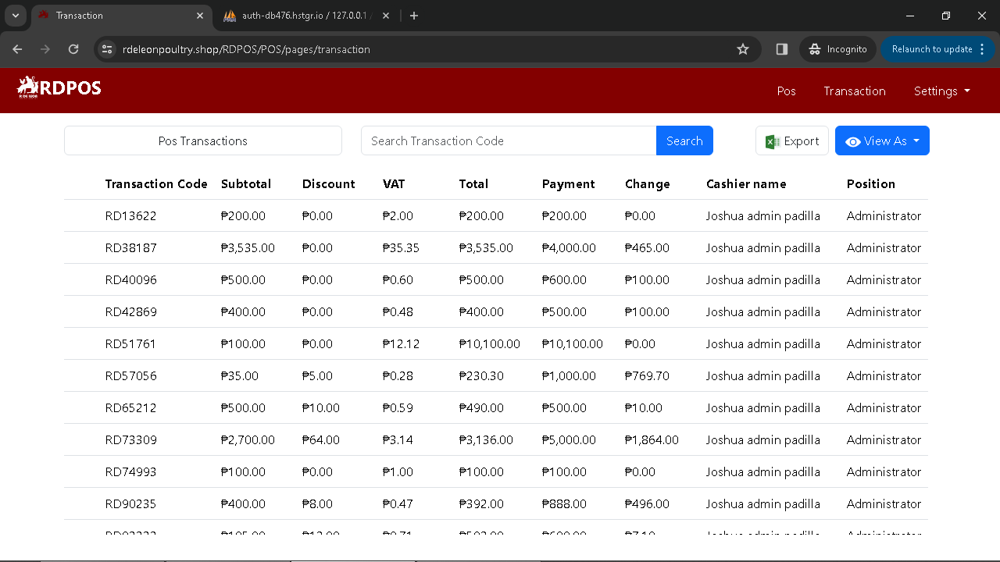 Transaction
auth-db476.hstgr.io / 127.0.0.1 /
rdeleonpoultry.shop/RDPOS/POS/pages/transaction
Incognito
Relaunch to update
RDPOS
Pos
Transaction
Settings
Pos Transactions
Search Transaction Code
Search
Export
View As
Transaction Code Subtotal Discount VAT Total Payment Change Cashier name Position
RD13622 ₱200.00 ₱0.00 ₱2.00 ₱200.00 ₱200.00 ₱0.00 Joshua admin padilla Administrator
RD38187 ₱3,535.00 ₱0.00 ₱35.35 ₱3,535.00 ₱4,000.00 ₱465.00 Joshua admin padilla Administrator
RD40096 ₱500.00 ₱0.00 ₱0.60 ₱500.00 ₱600.00 ₱100.00 Joshua admin padilla Administrator
RD42869 ₱400.00 ₱0.00 ₱0.48 ₱400.00 ₱500.00 ₱100.00 Joshua admin padilla Administrator
RD51761 ₱100.00 ₱0.00 ₱12.12 ₱10,100.00 ₱10,100.00 ₱0.00 Joshua admin padilla Administrator
RD57056 ₱35.00 ₱5.00 ₱0.28 ₱230.30 ₱1,000.00 ₱769.70 Joshua admin padilla Administrator
RD65212 ₱500.00 ₱10.00 ₱0.59 ₱490.00 ₱500.00 ₱10.00 Joshua admin padilla Administrator
RD73309 ₱2,700.00 ₱64.00 ₱3.14 ₱3,136.00 ₱5,000.00 ₱1,864.00 Joshua admin padilla Administrator
RD74993 ₱100.00 ₱0.00 ₱1.00 ₱100.00 ₱100.00 ₱0.00 Joshua admin padilla Administrator
RD90235 ₱400.00 ₱8.00 ₱0.47 ₱392.00 ₱888.00 ₱496.00 Joshua admin padilla Administrator
Joshua admin padilla Administrator